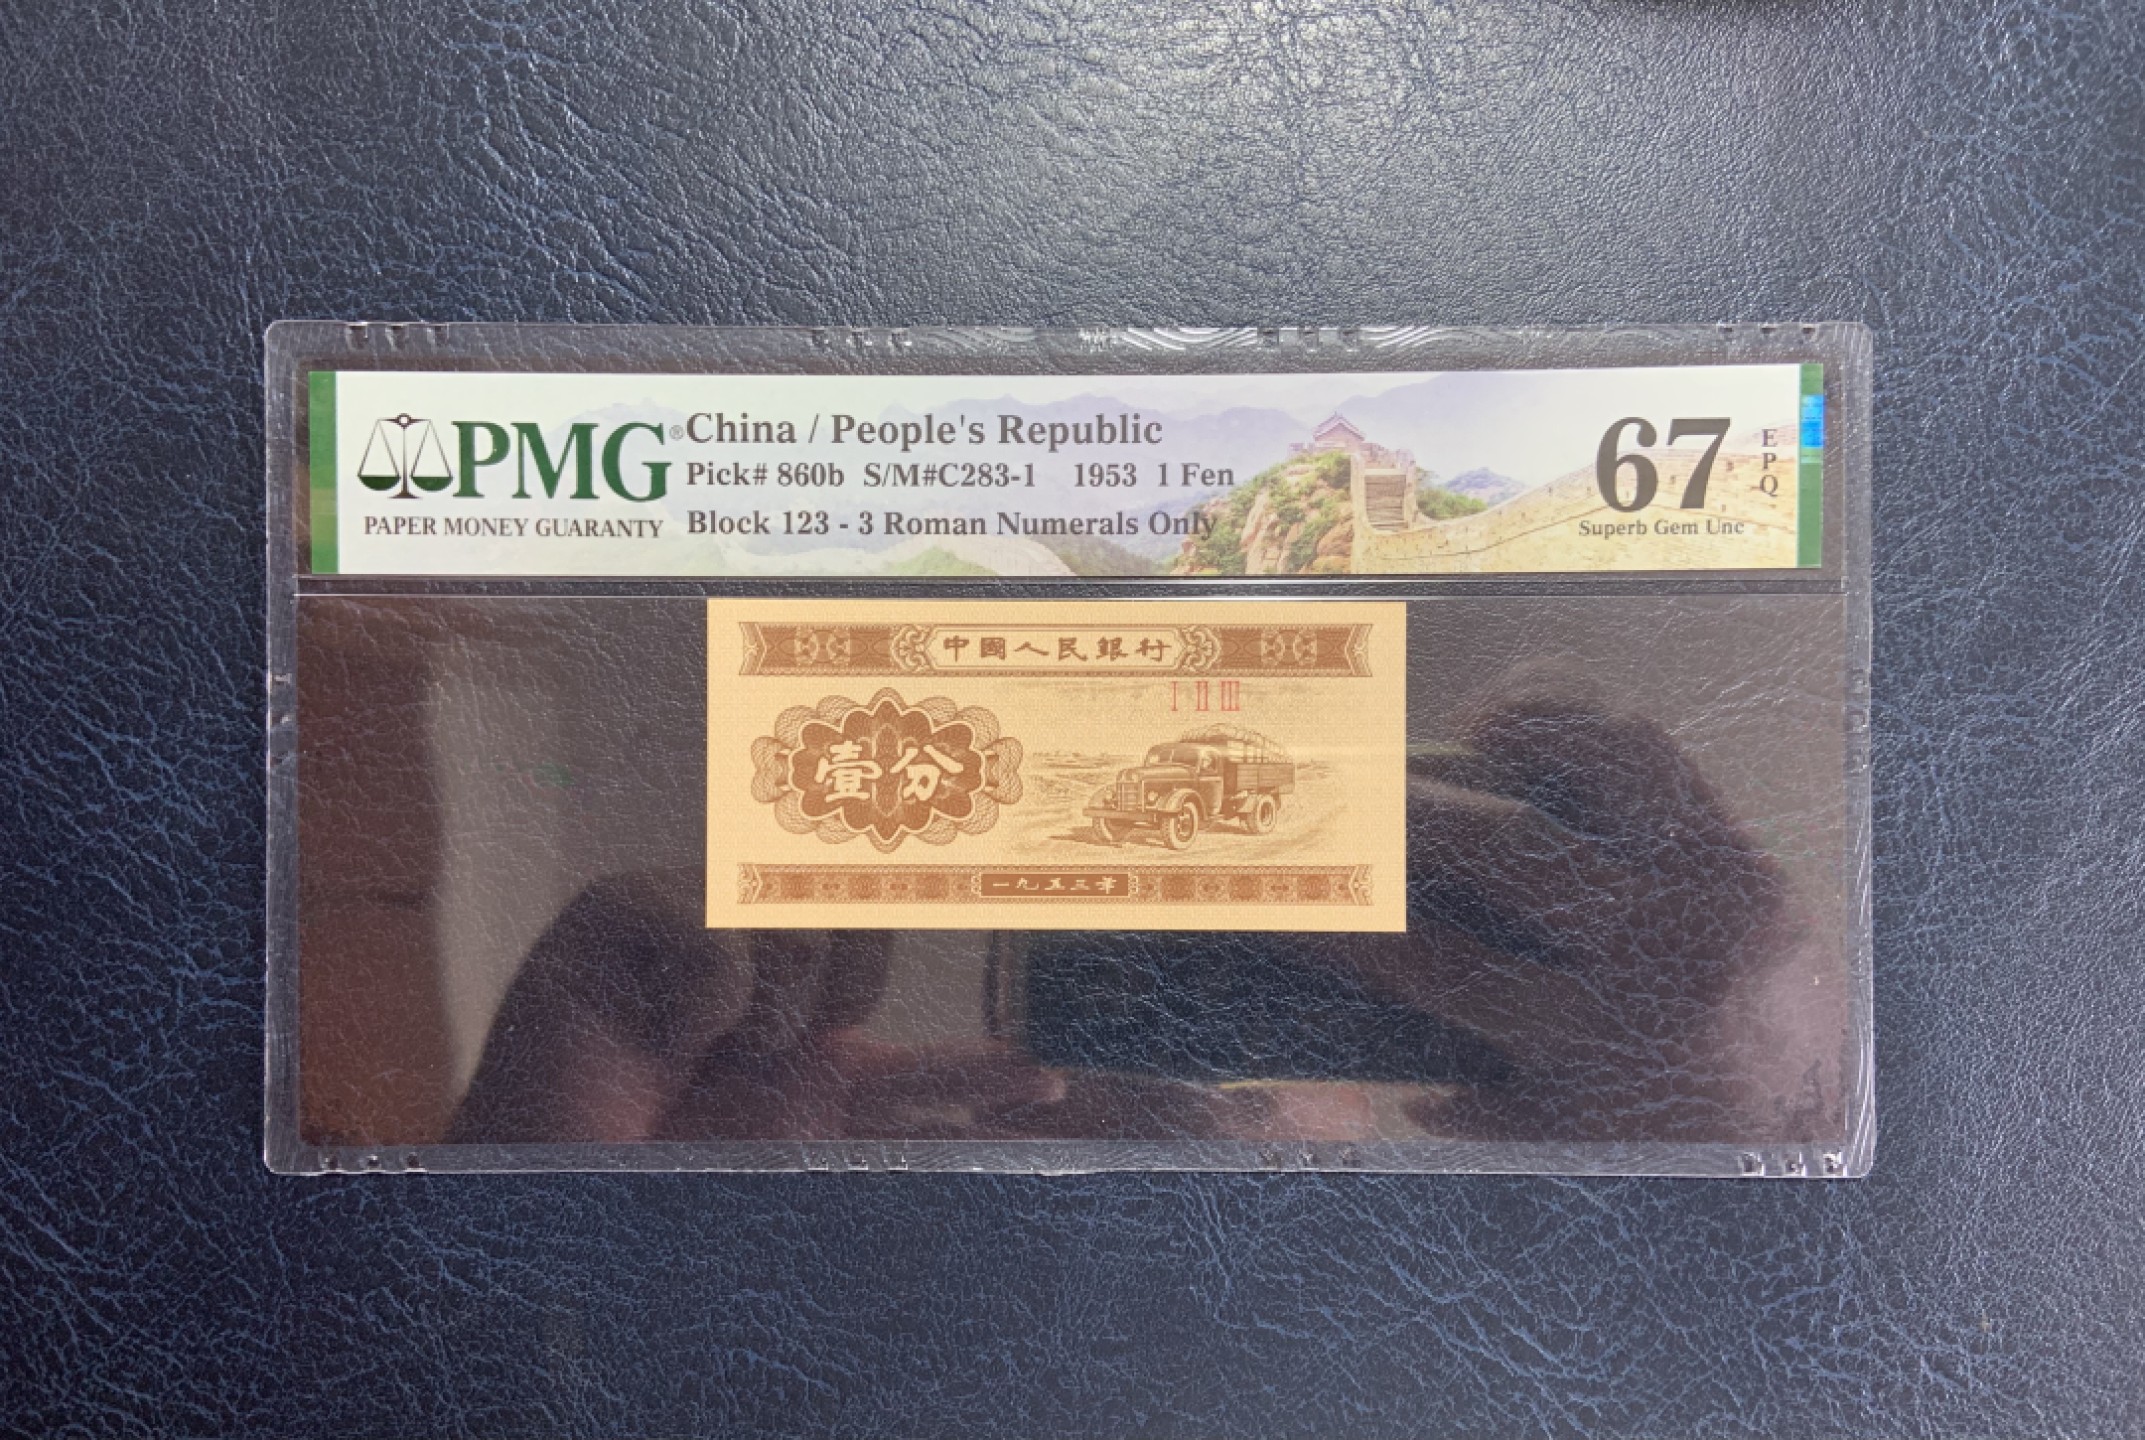 PMG®
PAPER MONEY GUARANTY
China / People's Republic
Pick# 860b S/M#C283-1 1953 1 Fen
Block 123 - 3 Roman Numerals Only
67
EPQ
Superb Gem Unc
中國人民銀行
I II III
壹分
一九五三年